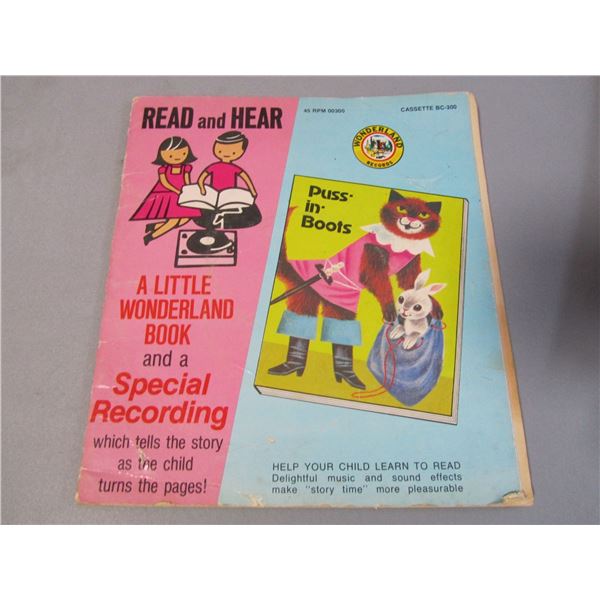 READ and HEAR
A LITTLE
WONDERLAND
BOOK
and a
Special
Recording
which tells the story
as the child
turns the pages!
45 RPM 00300
CASSETTE BC-300
WONDERLAND
RECORDS
Puss-
in-
Boots
HELP YOUR CHILD LEARN TO READ
Delightful music and sound effects
make "story time" more pleasurable